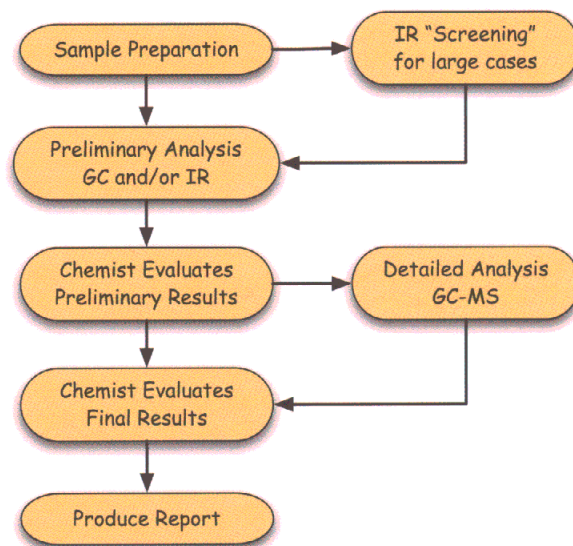 Sample Preparation
IR “Screening”
for large cases
Preliminary Analysis
GC and/or IR
Chemist Evaluates
Preliminary Results
Detailed Analysis
GC-MS
Chemist Evaluates
Final Results
Produce Report